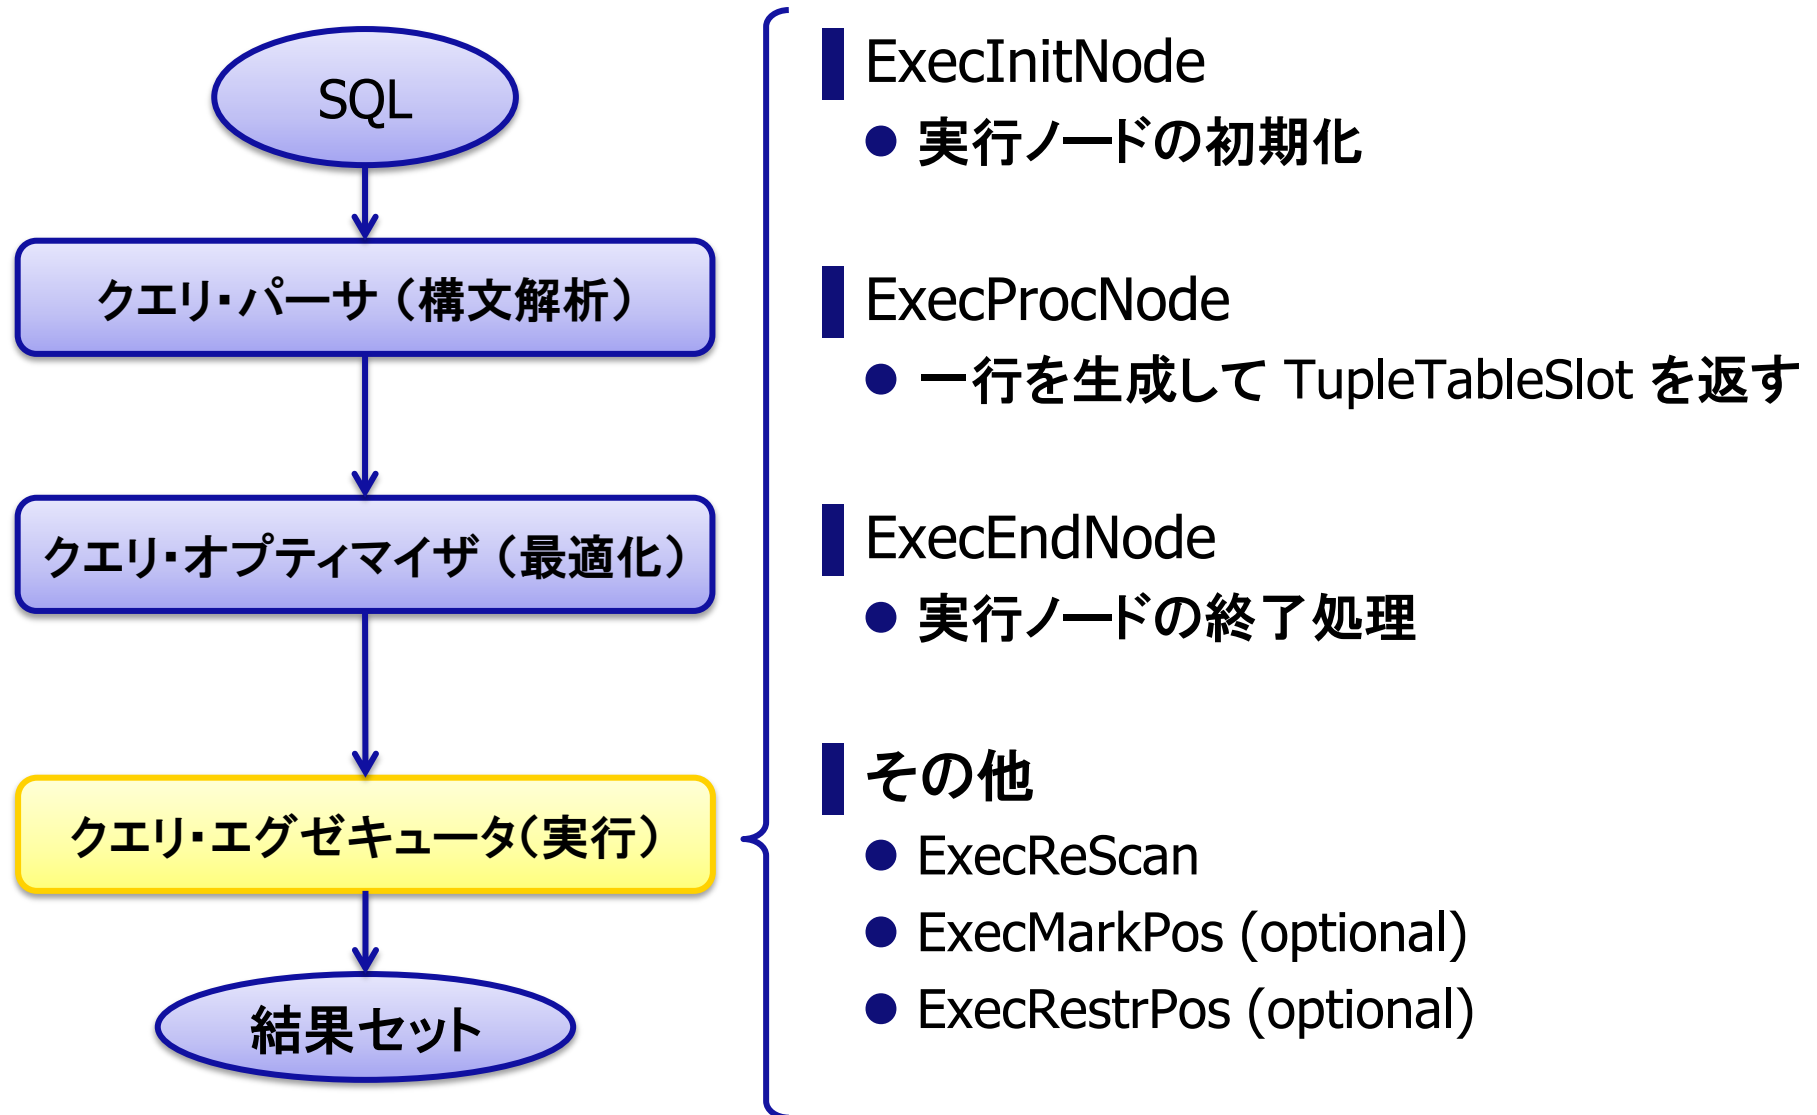 SQL
クエリ・パーサ（構文解析）
クエリ・オプティマイザ（最適化）
クエリ・エグゼキュータ（実行）
結果セット
ExecInitNode
実行ノードの初期化
ExecProcNode
一行を生成して TupleTableSlot を返す
ExecEndNode
実行ノードの終了処理
その他
ExecReScan
ExecMarkPos (optional)
ExecRestrPos (optional)